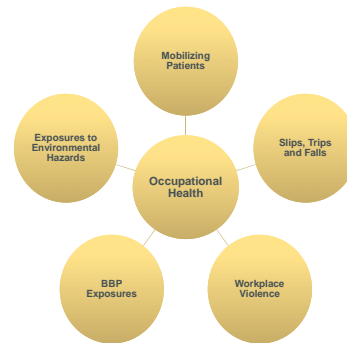 Mobilizing
Patients
Exposures to
Environmental
Hazards
Slips, Trips
and Falls
Occupational
Health
BBP
Exposures
Workplace
Violence